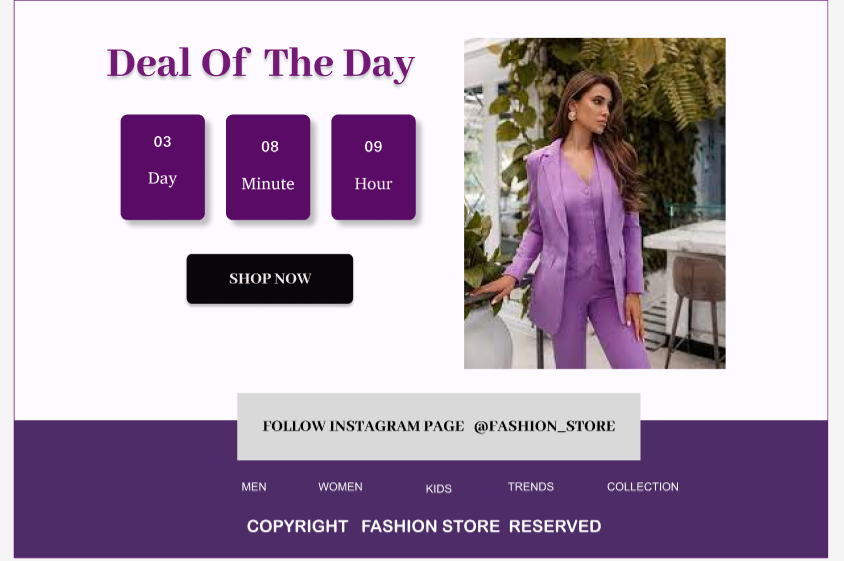 Deal Of The Day
03 08 09
Day Minute Hour
SHOP NOW
FOLLOW INSTAGRAM PAGE @FASHION_STORE
MEN WOMEN KIDS TRENDS COLLECTION
COPYRIGHT FASHION STORE RESERVED